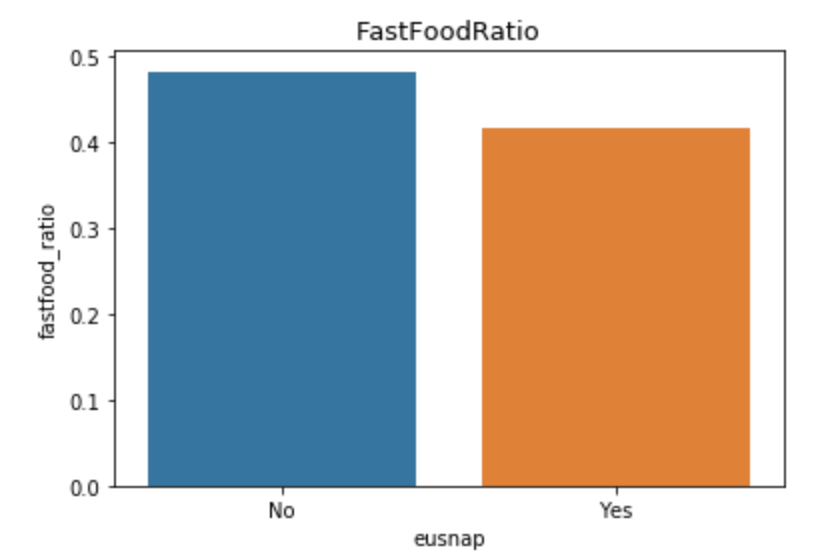 FastFoodRatio
fastfood_ratio
0.5
0.4
0.3
0.2
0.1
0.0
No
Yes
eusnap